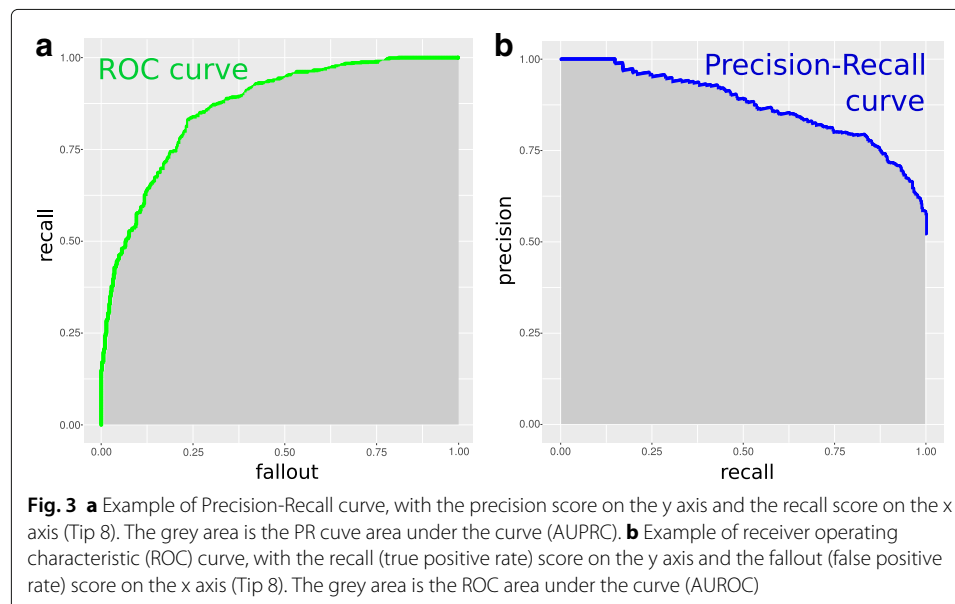 a
ROC curve
1.00
0.75
0.50
0.25
0.00
recall
0.00 0.25 0.50 0.75 1.00
fallout
b
Precision-Recall
curve
1.00
0.75
0.50
0.25
0.00
precision
0.00 0.25 0.50 0.75 1.00
recall
Fig. 3 a Example of Precision-Recall curve, with the precision score on the y axis and the recall score on the x
axis (Tip 8). The grey area is the PR cuve area under the curve (AUPRC). b Example of receiver operating
characteristic (ROC) curve, with the recall (true positive rate) score on the y axis and the fallout (false positive
rate) score on the x axis (Tip 8). The grey area is the ROC area under the curve (AUROC)